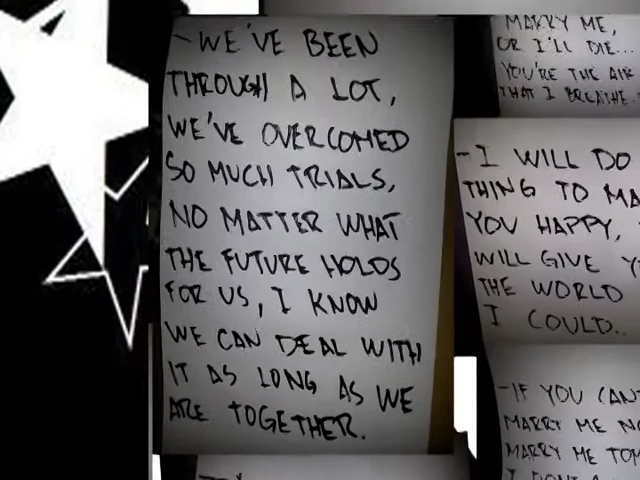 - WE'VE BEEN
THROUGH A LOT,
WE'VE OVERCOMED
SO MUCH TRIALS,
NO MATTER WHAT
THE FUTURE HOLDS
FOR US, I KNOW
WE CAN DEAL WITH
IT AS LONG AS WE
ARE TOGETHER.
MARRY ME,
OR I'LL DIE...
YOU'RE THE AIR
THAT I BREATHE.
- I WILL DO
THING TO
YOU HAPPY,
WILL GIVE
THE WORLD
I COULD..
- IF YOU
MARRY ME
MARRY ME
I